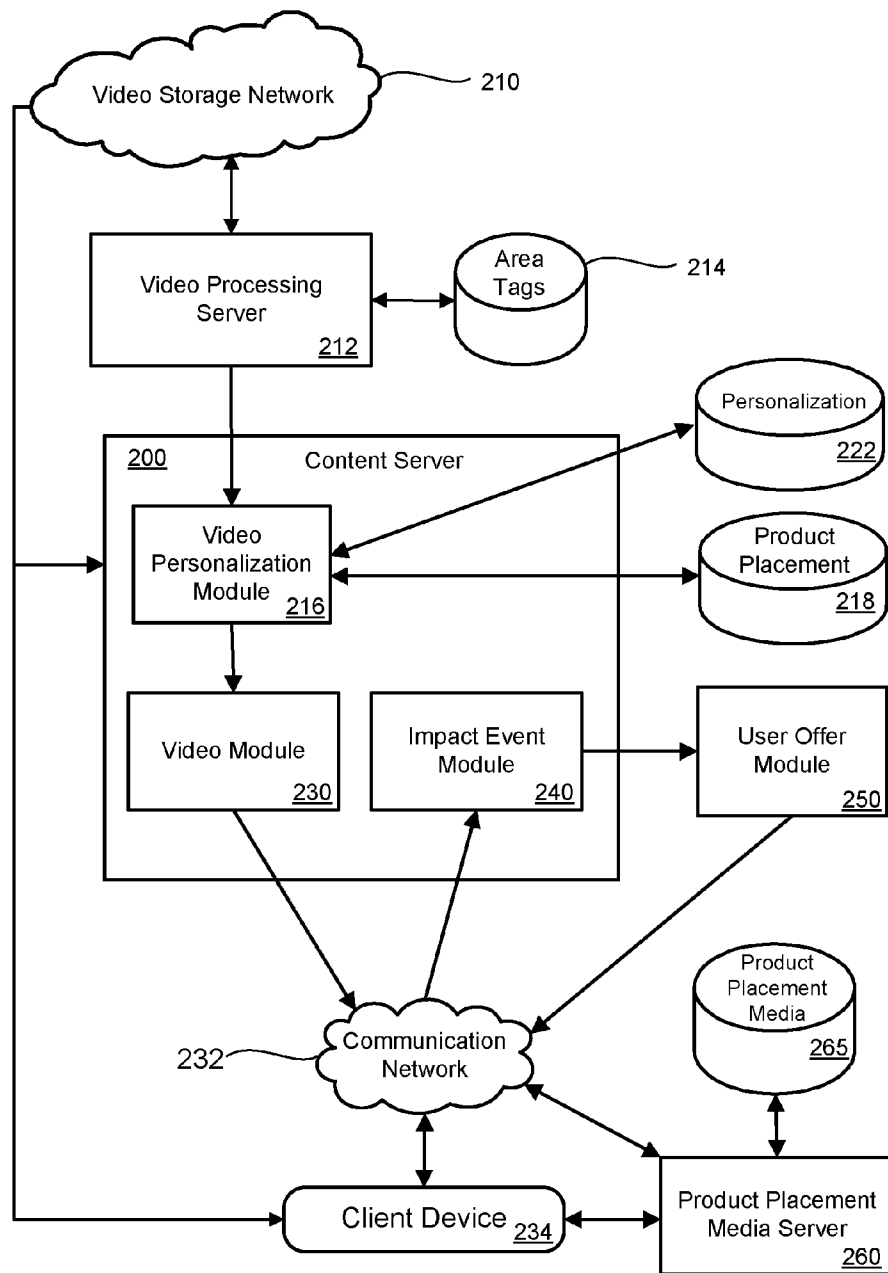 Video Storage Network
210
Video Processing
Server
212
Area
Tags
214
200
Content Server
Personalization
222
Video
Personalization
Module
216
Product
Placement
218
Video Module
230
Impact Event
Module
240
User Offer
Module
250
232
Communication
Network
Product
Placement
Media
265
Client Device
234
Product Placement
Media Server
260